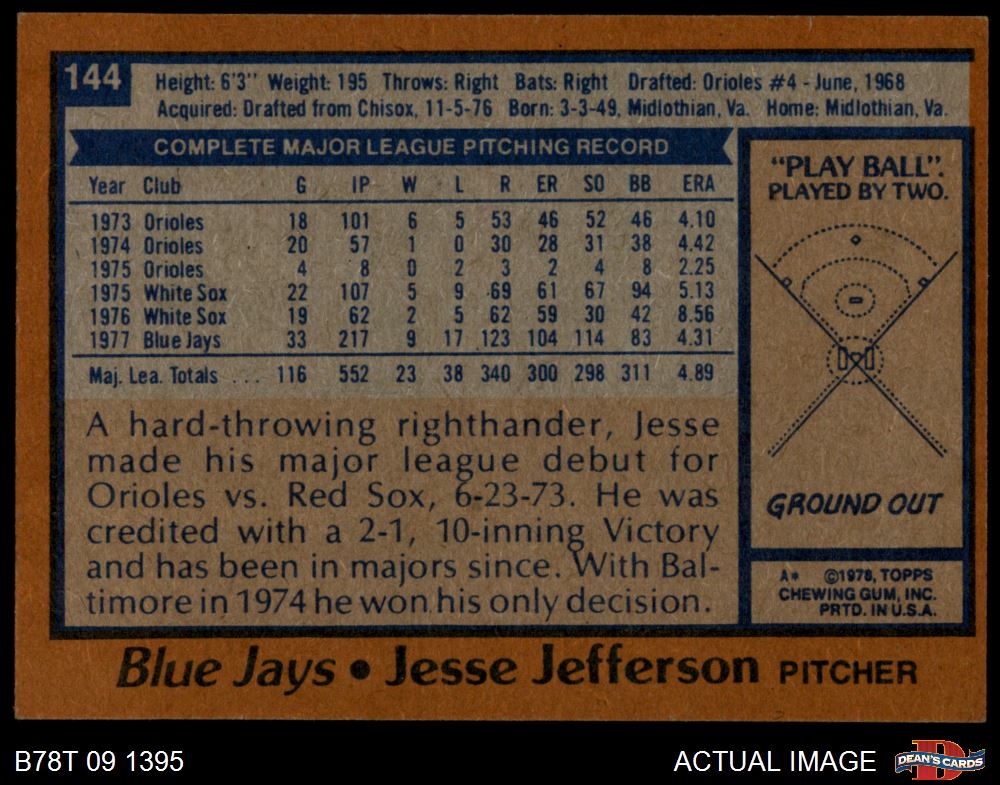 144
Height: 6'3" Weight: 195 Throws: Right Bats: Right Drafted: Orioles #4 - June, 1968
Acquired: Drafted from Chisox, 11-5-76 Born: 3-3-49, Midlothian, Va. Home: Midlothian, Va.
COMPLETE MAJOR LEAGUE PITCHING RECORD
Year Club G IP W L R ER SO BB ERA
1973 Orioles 18 101 6 5 53 46 52 46 4.10
1974 Orioles 20 57 1 0 30 28 31 38 4.42
1975 Orioles 4 8 0 2 3 2 4 8 2.25
1975 White Sox 22 107 5 9 69 61 67 94 5.13
1976 White Sox 19 62 2 5 62 59 30 42 8.56
1977 Blue Jays 33 217 9 17 123 104 114 83 4.31
Maj. Lea. Totals ... 116 552 23 38 340 300 298 311 4.89
A hard-throwing righthander, Jesse
made his major league debut for
Orioles vs. Red Sox, 6-23-73. He was
credited with a 2-1, 10-inning Victory
and has been in majors since. With Bal-
timore in 1974 he won his only decision.
"PLAY BALL".
PLAYED BY TWO.
GROUND OUT
A* ©1978, TOPPS
CHEWING GUM, INC.
PRTD. IN U.S.A.
Blue Jays • Jesse Jefferson PITCHER
B78T 09 1395
ACTUAL IMAGE
D
DEAN'S CARDS